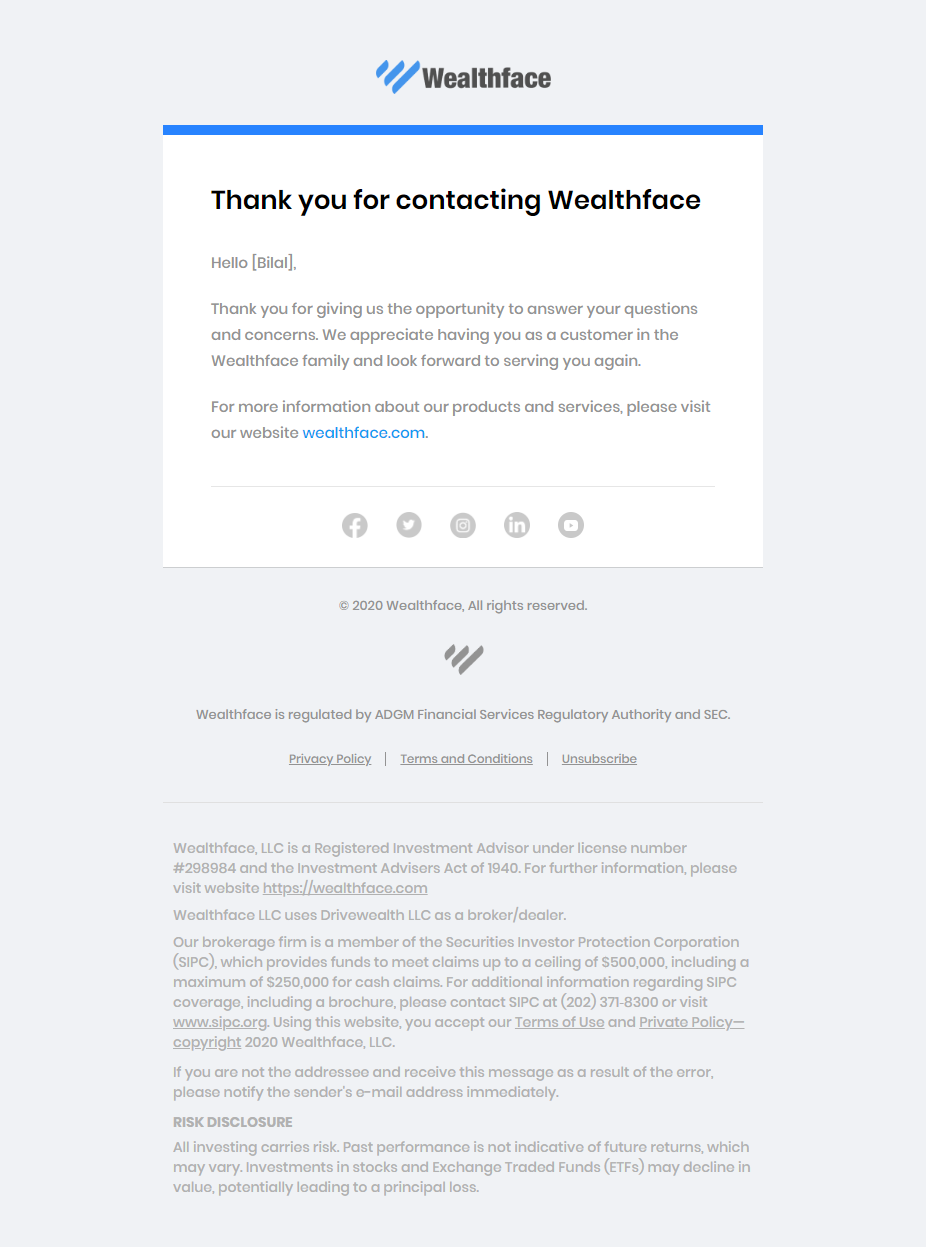 Wealthface
Thank you for contacting Wealthface
Hello [Bilal],
Thank you for giving us the opportunity to answer your questions
and concerns. We appreciate having you as a customer in the
Wealthface family and look forward to serving you again.
For more information about our products and services, please visit
our website wealthface.com.
© 2020 Wealthface, All rights reserved.
Wealthface is regulated by ADGM Financial Services Regulatory Authority and SEC.
Privacy Policy | Terms and Conditions | Unsubscribe
Wealthface, LLC is a Registered Investment Advisor under license number
#298984 and the Investment Advisers Act of 1940. For further information, please
visit website https://wealthface.com
Wealthface LLC uses Drivewealth LLC as a broker/dealer.
Our brokerage firm is a member of the Securities Investor Protection Corporation
(SIPC), which provides funds to meet claims up to a ceiling of $500,000, including a
maximum of $250,000 for cash claims. For additional information regarding SIPC
coverage, including a brochure, please contact SIPC at (202) 371-8300 or visit
www.sipc.org. Using this website, you accept our Terms of Use and Private Policy—
copyright 2020 Wealthface, LLC.
If you are not the addressee and receive this message as a result of the error,
please notify the sender's e-mail address immediately.
RISK DISCLOSURE
All investing carries risk. Past performance is not indicative of future returns, which
may vary. Investments in stocks and Exchange Traded Funds (ETFs) may decline in
value, potentially leading to a principal loss.